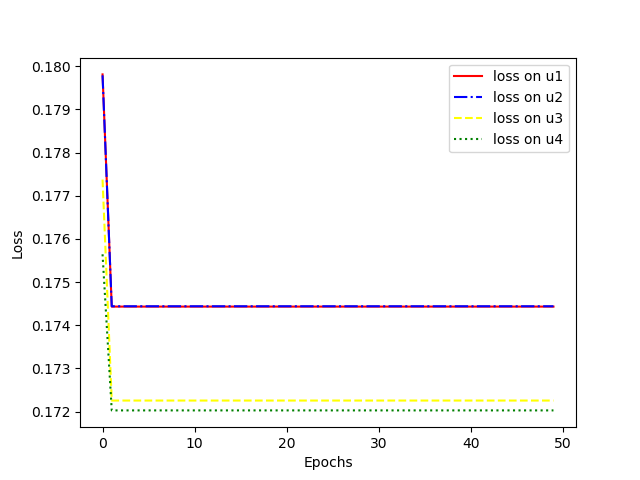 0.180
0.179
0.178
0.177
0.176
0.175
0.174
0.173
0.172
Loss
0 10 20 30 40 50
Epochs
loss on u1
loss on u2
loss on u3
loss on u4